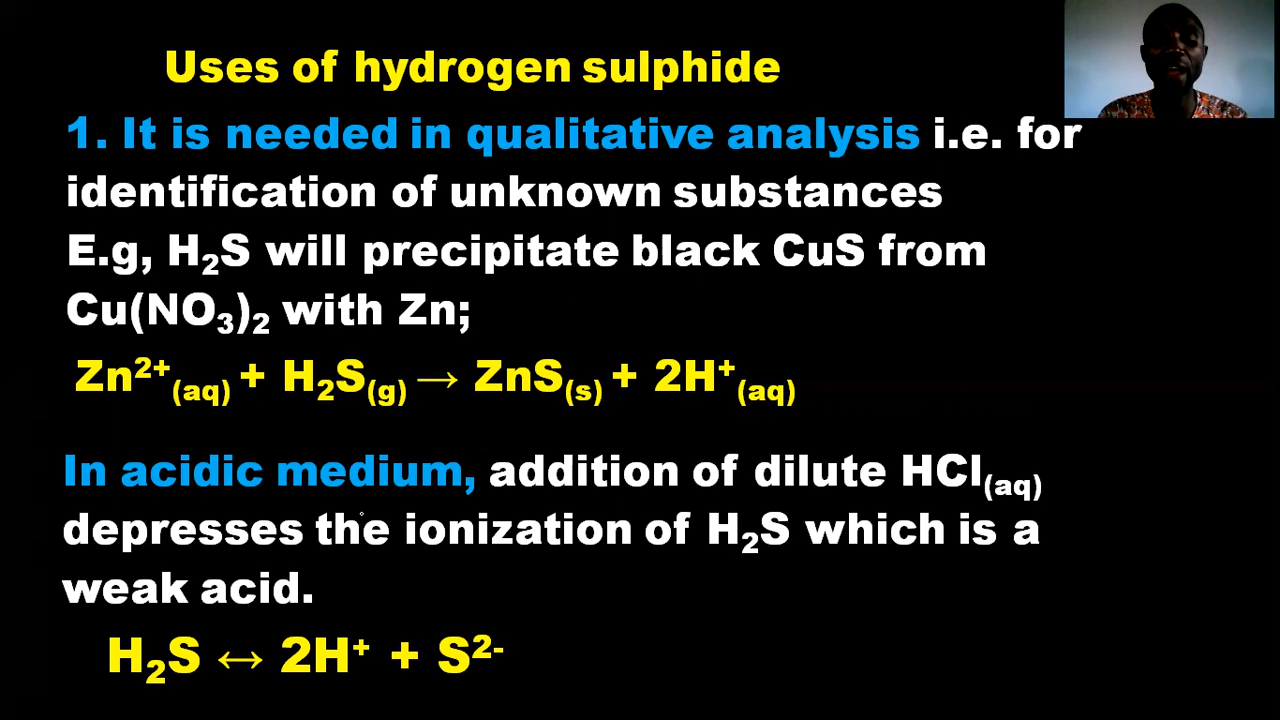 Uses of hydrogen sulphide
1. It is needed in qualitative analysis i.e. for
identification of unknown substances
E.g, H₂S will precipitate black CuS from
Cu(NO₃)₂ with Zn;
Zn²⁺₍aq₎ + H₂S₍g₎ → ZnS₍s₎ + 2H⁺₍aq₎
In acidic medium, addition of dilute HCl₍aq₎
depresses the ionization of H₂S which is a
weak acid.
H₂S ↔ 2H⁺ + S²⁻